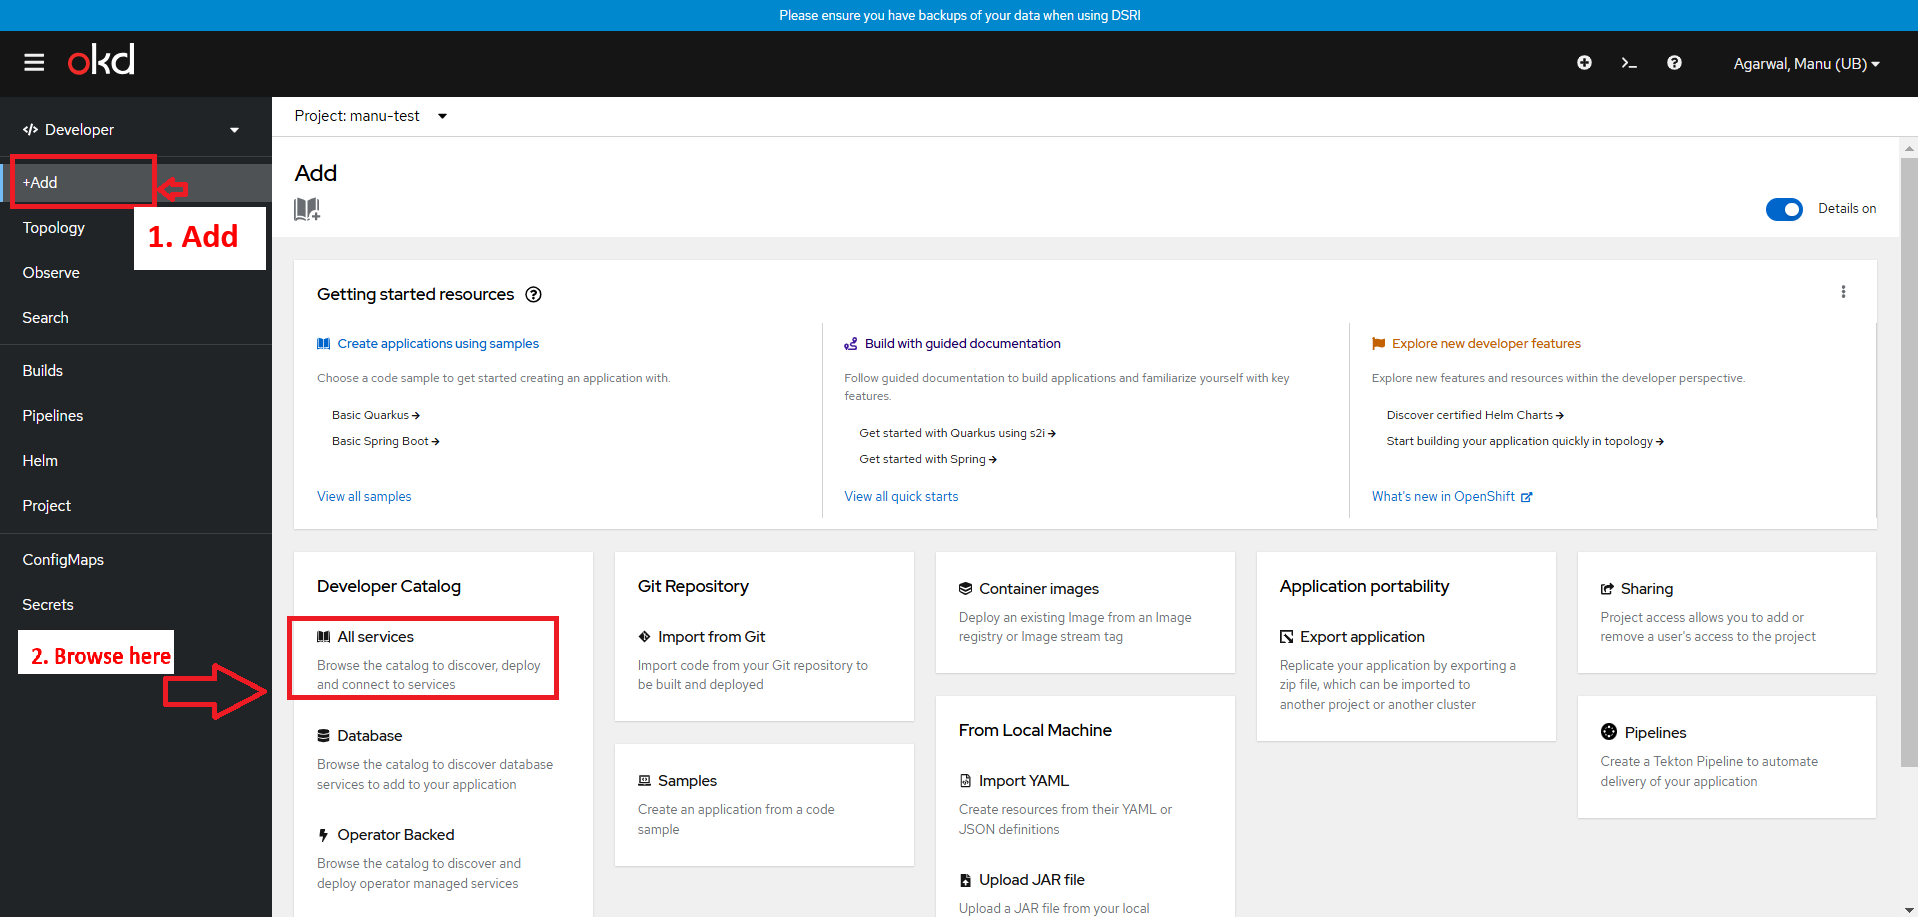 Please ensure you have backups of your data when using DSRI
okd
Agarwal, Manu (UB)
Developer
+Add
1. Add
Topology
Observe
Search
Builds
Pipelines
Helm
Project
ConfigMaps
Secrets
2. Browse here
Project: manu-test
Add
Details on
Getting started resources
Create applications using samples
Choose a code sample to get started creating an application with.
Basic Quarkus
Basic Spring Boot
View all samples
Build with guided documentation
Follow guided documentation to build applications and familiarize yourself with key
features.
Get started with Quarkus using s2i
Get started with Spring
View all quick starts
Explore new developer features
Explore new features and resources within the developer perspective.
Discover certified Helm Charts
Start building your application quickly in topology
What's new in OpenShift
Developer Catalog
All services
Browse the catalog to discover, deploy
and connect to services
Database
Browse the catalog to discover database
services to add to your application
Operator Backed
Browse the catalog to discover and
deploy operator managed services
Git Repository
Import from Git
Import code from your Git repository to
be built and deployed
Samples
Create an application from a code
sample
Container images
Deploy an existing Image from an Image
registry or Image stream tag
From Local Machine
Import YAML
Create resources from their YAML or
JSON definitions
Upload JAR file
Upload a JAR file from your local
Application portability
Export application
Replicate your application by exporting a
zip file, which can be imported to
another project or another cluster
Sharing
Project access allows you to add or
remove a user's access to the project
Pipelines
Create a Tekton Pipeline to automate
delivery of your application